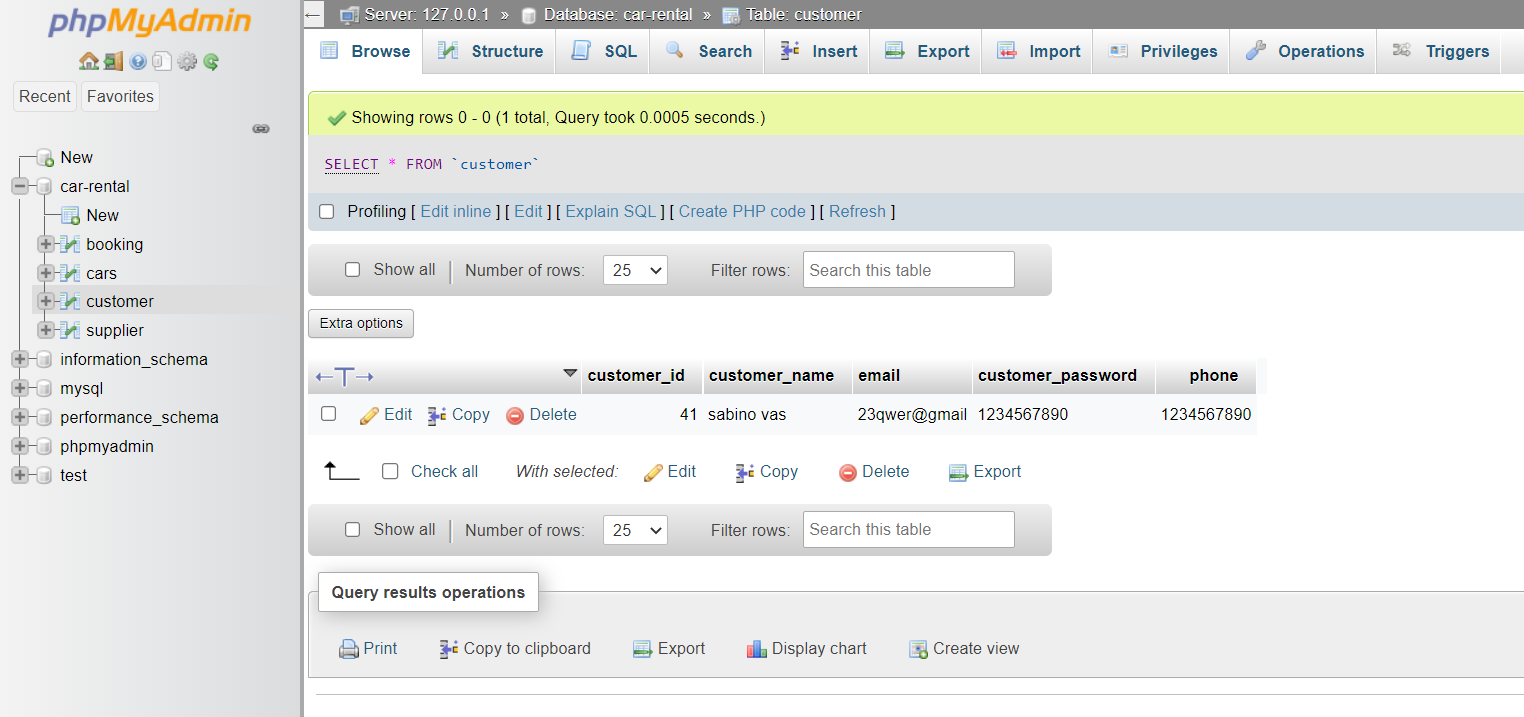 phpMyAdmin
Recent Favorites
New
car-rental
New
booking
cars
customer
supplier
information_schema
mysql
performance_schema
phpmyadmin
test
Server: 127.0.0.1 » Database: car-rental » Table: customer
Browse Structure SQL Search Insert Export Import Privileges Operations Triggers
Showing rows 0 - 0 (1 total, Query took 0.0005 seconds.)
SELECT * FROM `customer`
Profiling [ Edit inline ] [ Edit ] [ Explain SQL ] [ Create PHP code ] [ Refresh ]
Show all Number of rows: 25 Filter rows: Search this table
Extra options
customer_id customer_name email customer_password phone
Edit Copy Delete 41 sabino vas 23qwer@gmail 1234567890 1234567890
Check all With selected: Edit Copy Delete Export
Show all Number of rows: 25 Filter rows: Search this table
Query results operations
Print Copy to clipboard Export Display chart Create view